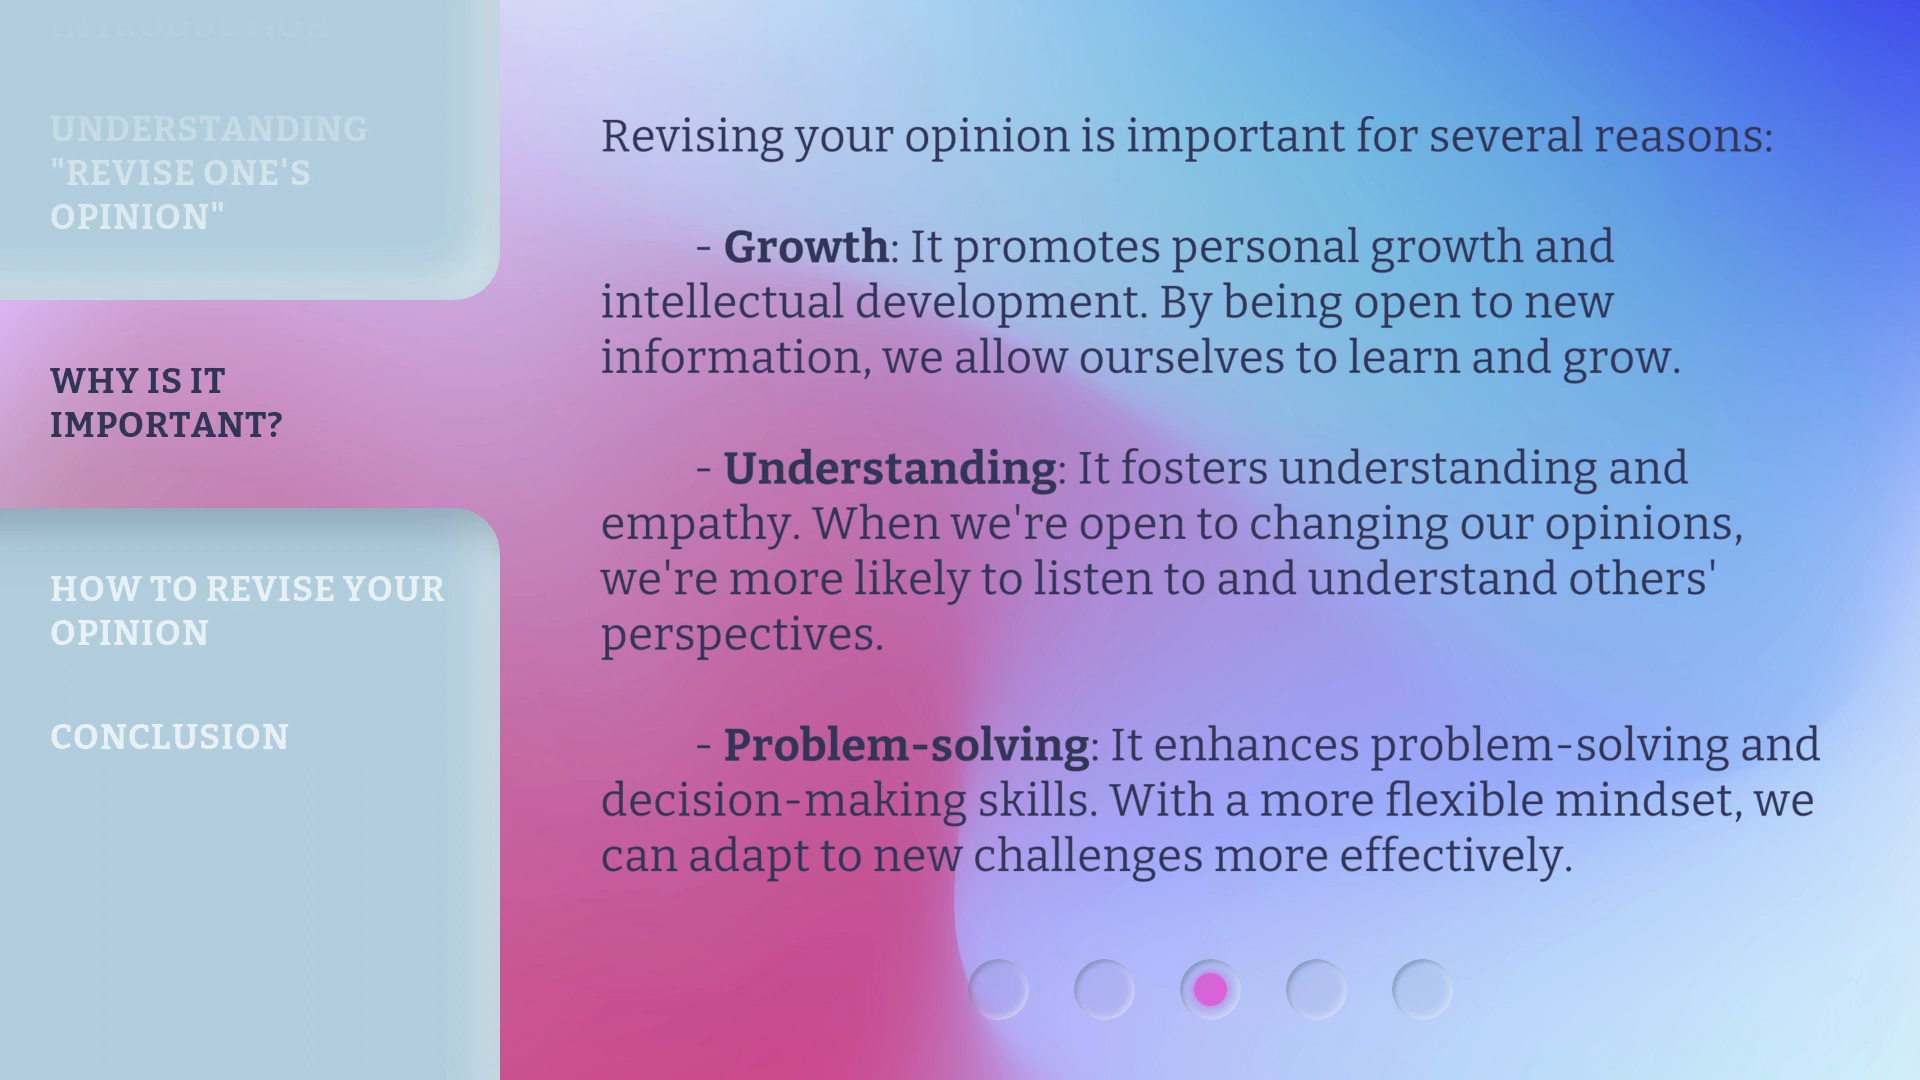 INTRODUCTION
UNDERSTANDING
"REVISE ONE'S
OPINION"
WHY IS IT
IMPORTANT?
HOW TO REVISE YOUR
OPINION
CONCLUSION
Revising your opinion is important for several reasons:
- Growth: It promotes personal growth and
intellectual development. By being open to new
information, we allow ourselves to learn and grow.
- Understanding: It fosters understanding and
empathy. When we're open to changing our opinions,
we're more likely to listen to and understand others'
perspectives.
- Problem-solving: It enhances problem-solving and
decision-making skills. With a more flexible mindset, we
can adapt to new challenges more effectively.